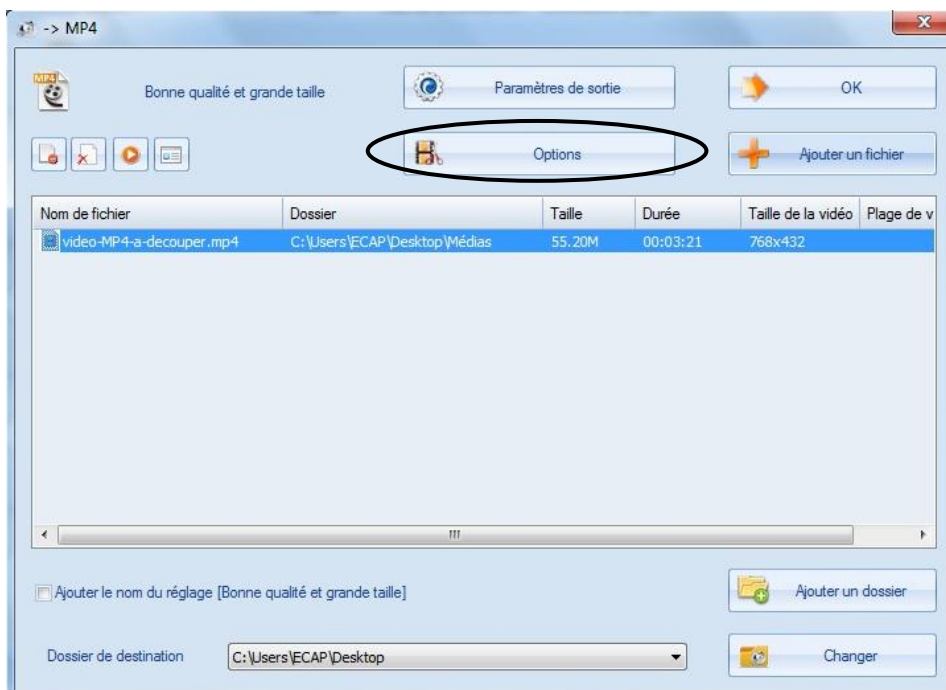 -> MP4
MP4
Bonne qualité et grande taille
Paramètres de sortie
OK
Options
Ajouter un fichier
Nom de fichier Dossier Taille Durée Taille de la vidéo Plage de v
video-MP4-a-decouper.mp4 C:\Users\ECAP\Desktop\Médias 55.20M 00:03:21 768x432
Ajouter le nom du réglage [Bonne qualité et grande taille]
Ajouter un dossier
Dossier de destination
C:\Users\ECAP\Desktop
Changer